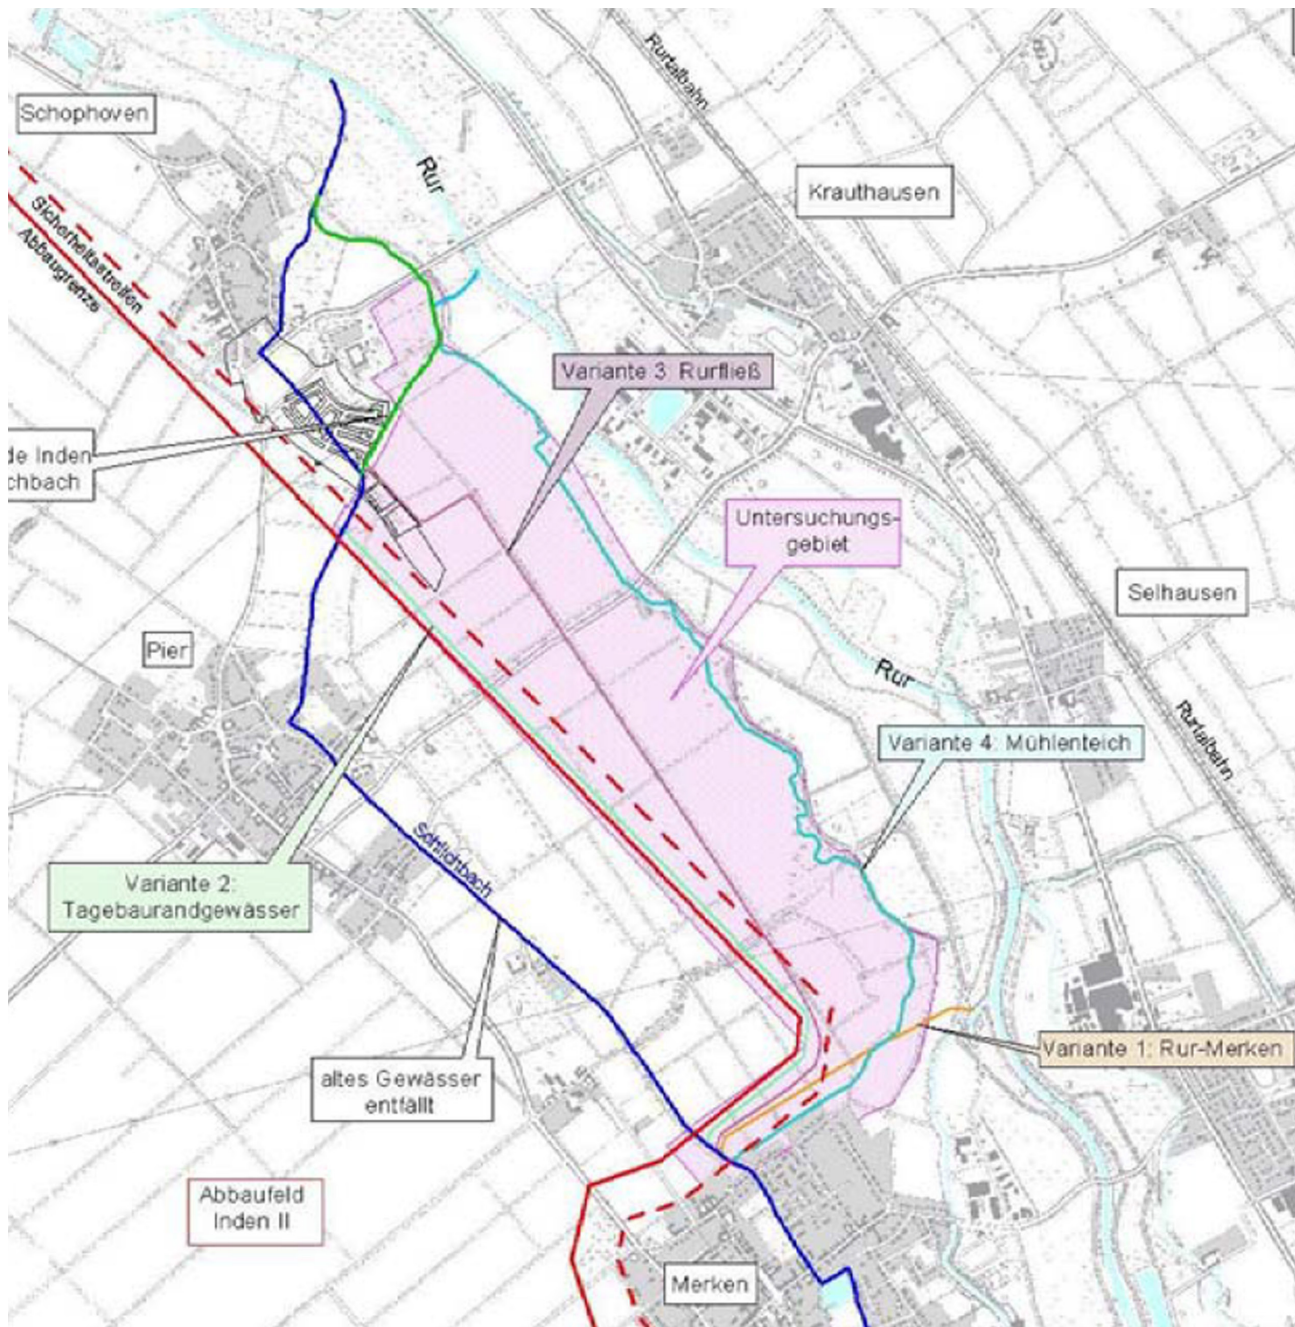 Schophoven
Rurtalbahn
Rur
Krauthausen
Sicherheitsstreifen
Abbaugrenze
Variante 3: Rurfließ
de Inden
chbach
Untersuchungs-
gebiet
Selhausen
Pier
Rur
Variante 4: Mühlenteich
Rurtalbahn
Schlichbach
Variante 2:
Tagebaurandgewässer
Variante 1: Rur-Merken
altes Gewässer
entfällt
Abbaufeld
Inden II
Merken